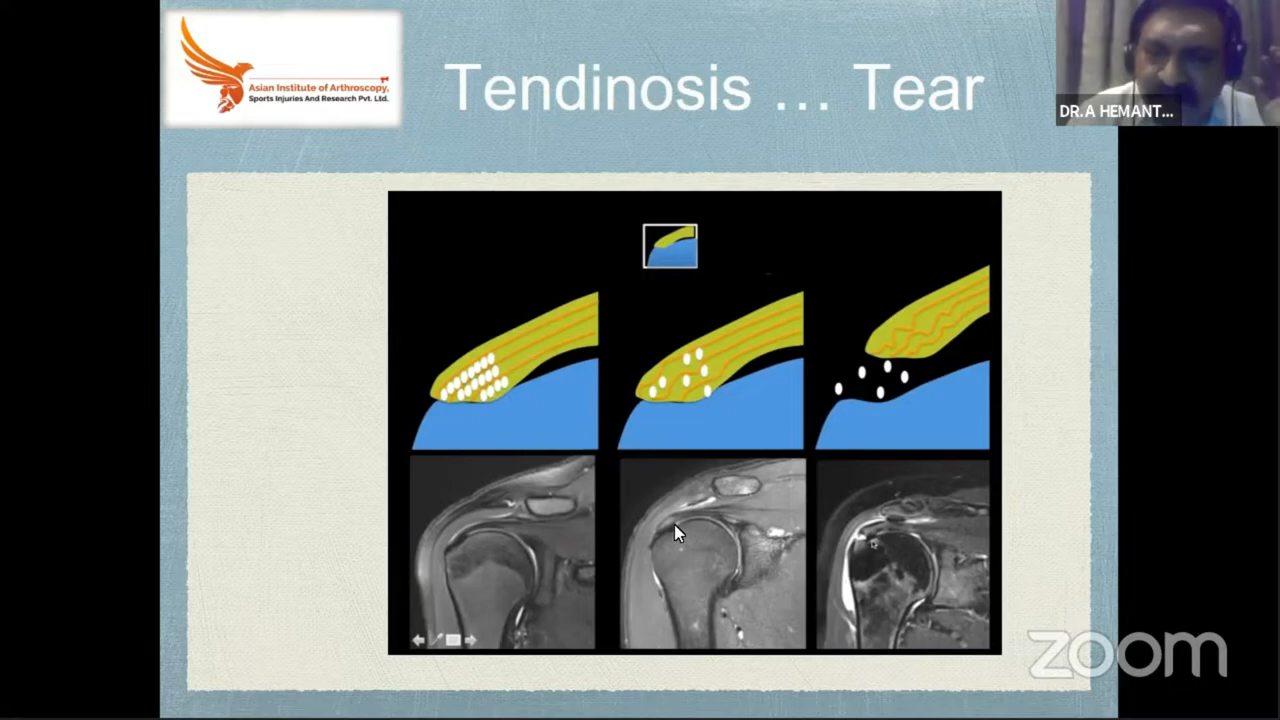 Asian Institute of Arthroscopy,
Sports Injuries And Research Pvt. Ltd.
Tendinosis ... Tear
DR.A HEMANT...
zoom